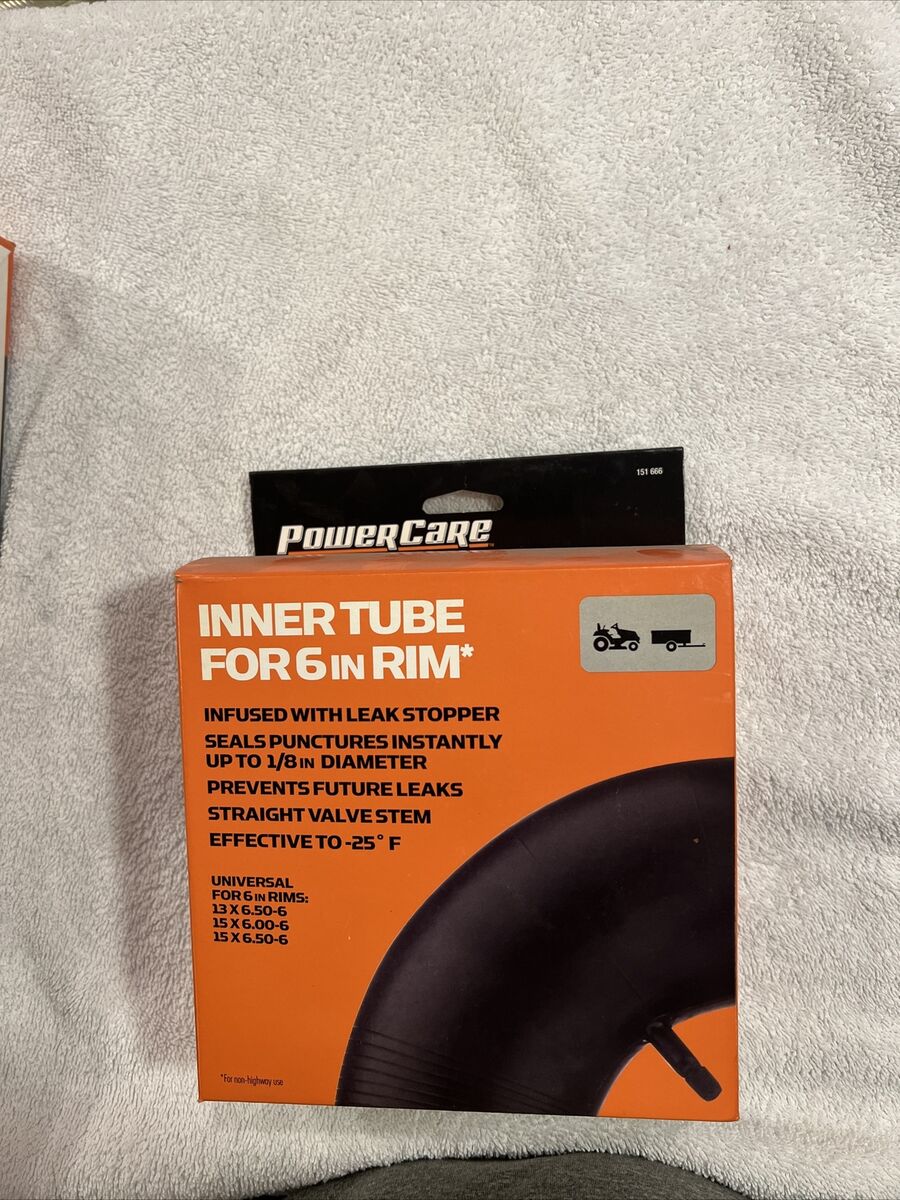 151 666
PowerCare™
INNER TUBE
FOR 6 IN RIM*
INFUSED WITH LEAK STOPPER
SEALS PUNCTURES INSTANTLY
UP TO 1/8 IN DIAMETER
PREVENTS FUTURE LEAKS
STRAIGHT VALVE STEM
EFFECTIVE TO -25° F
UNIVERSAL
FOR 6 IN RIMS:
13 X 6.50-6
15 X 6.00-6
15 X 6.50-6
*For non-highway use